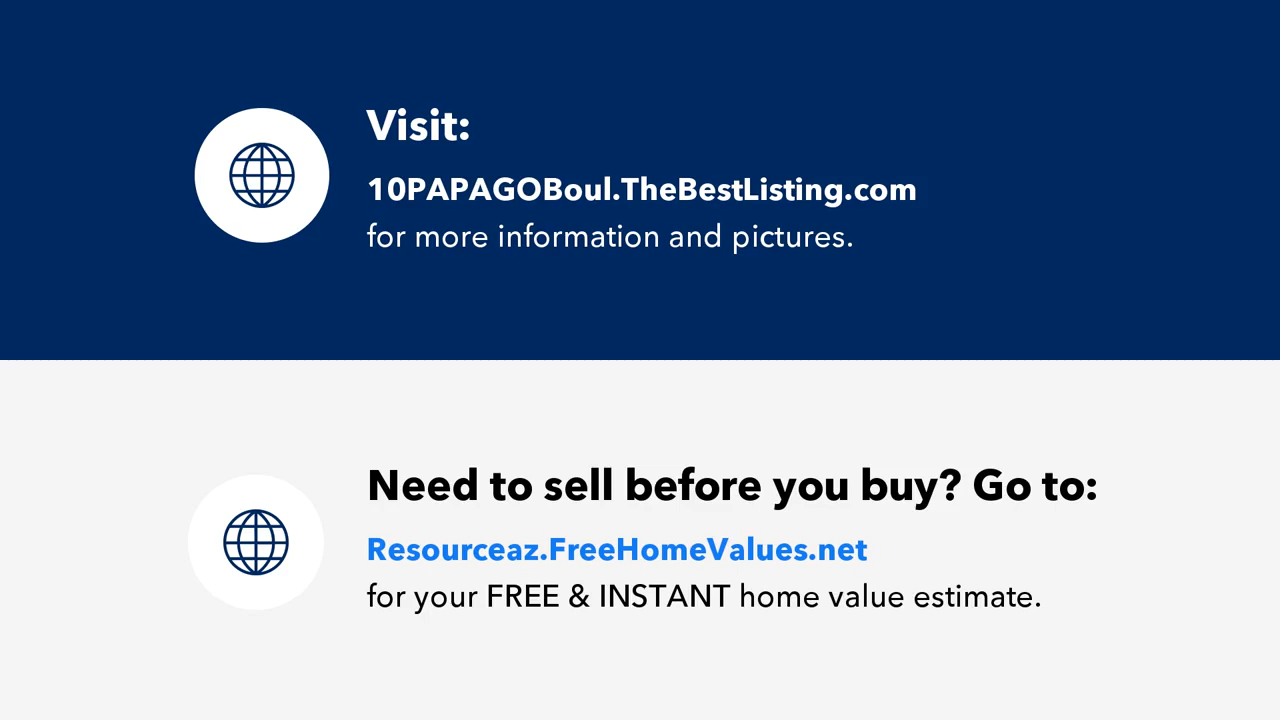 Visit:
10PAPAGOBoul.TheBestListing.com
for more information and pictures.
Need to sell before you buy? Go to:
Resourceaz.FreeHomeValues.net
for your FREE & INSTANT home value estimate.